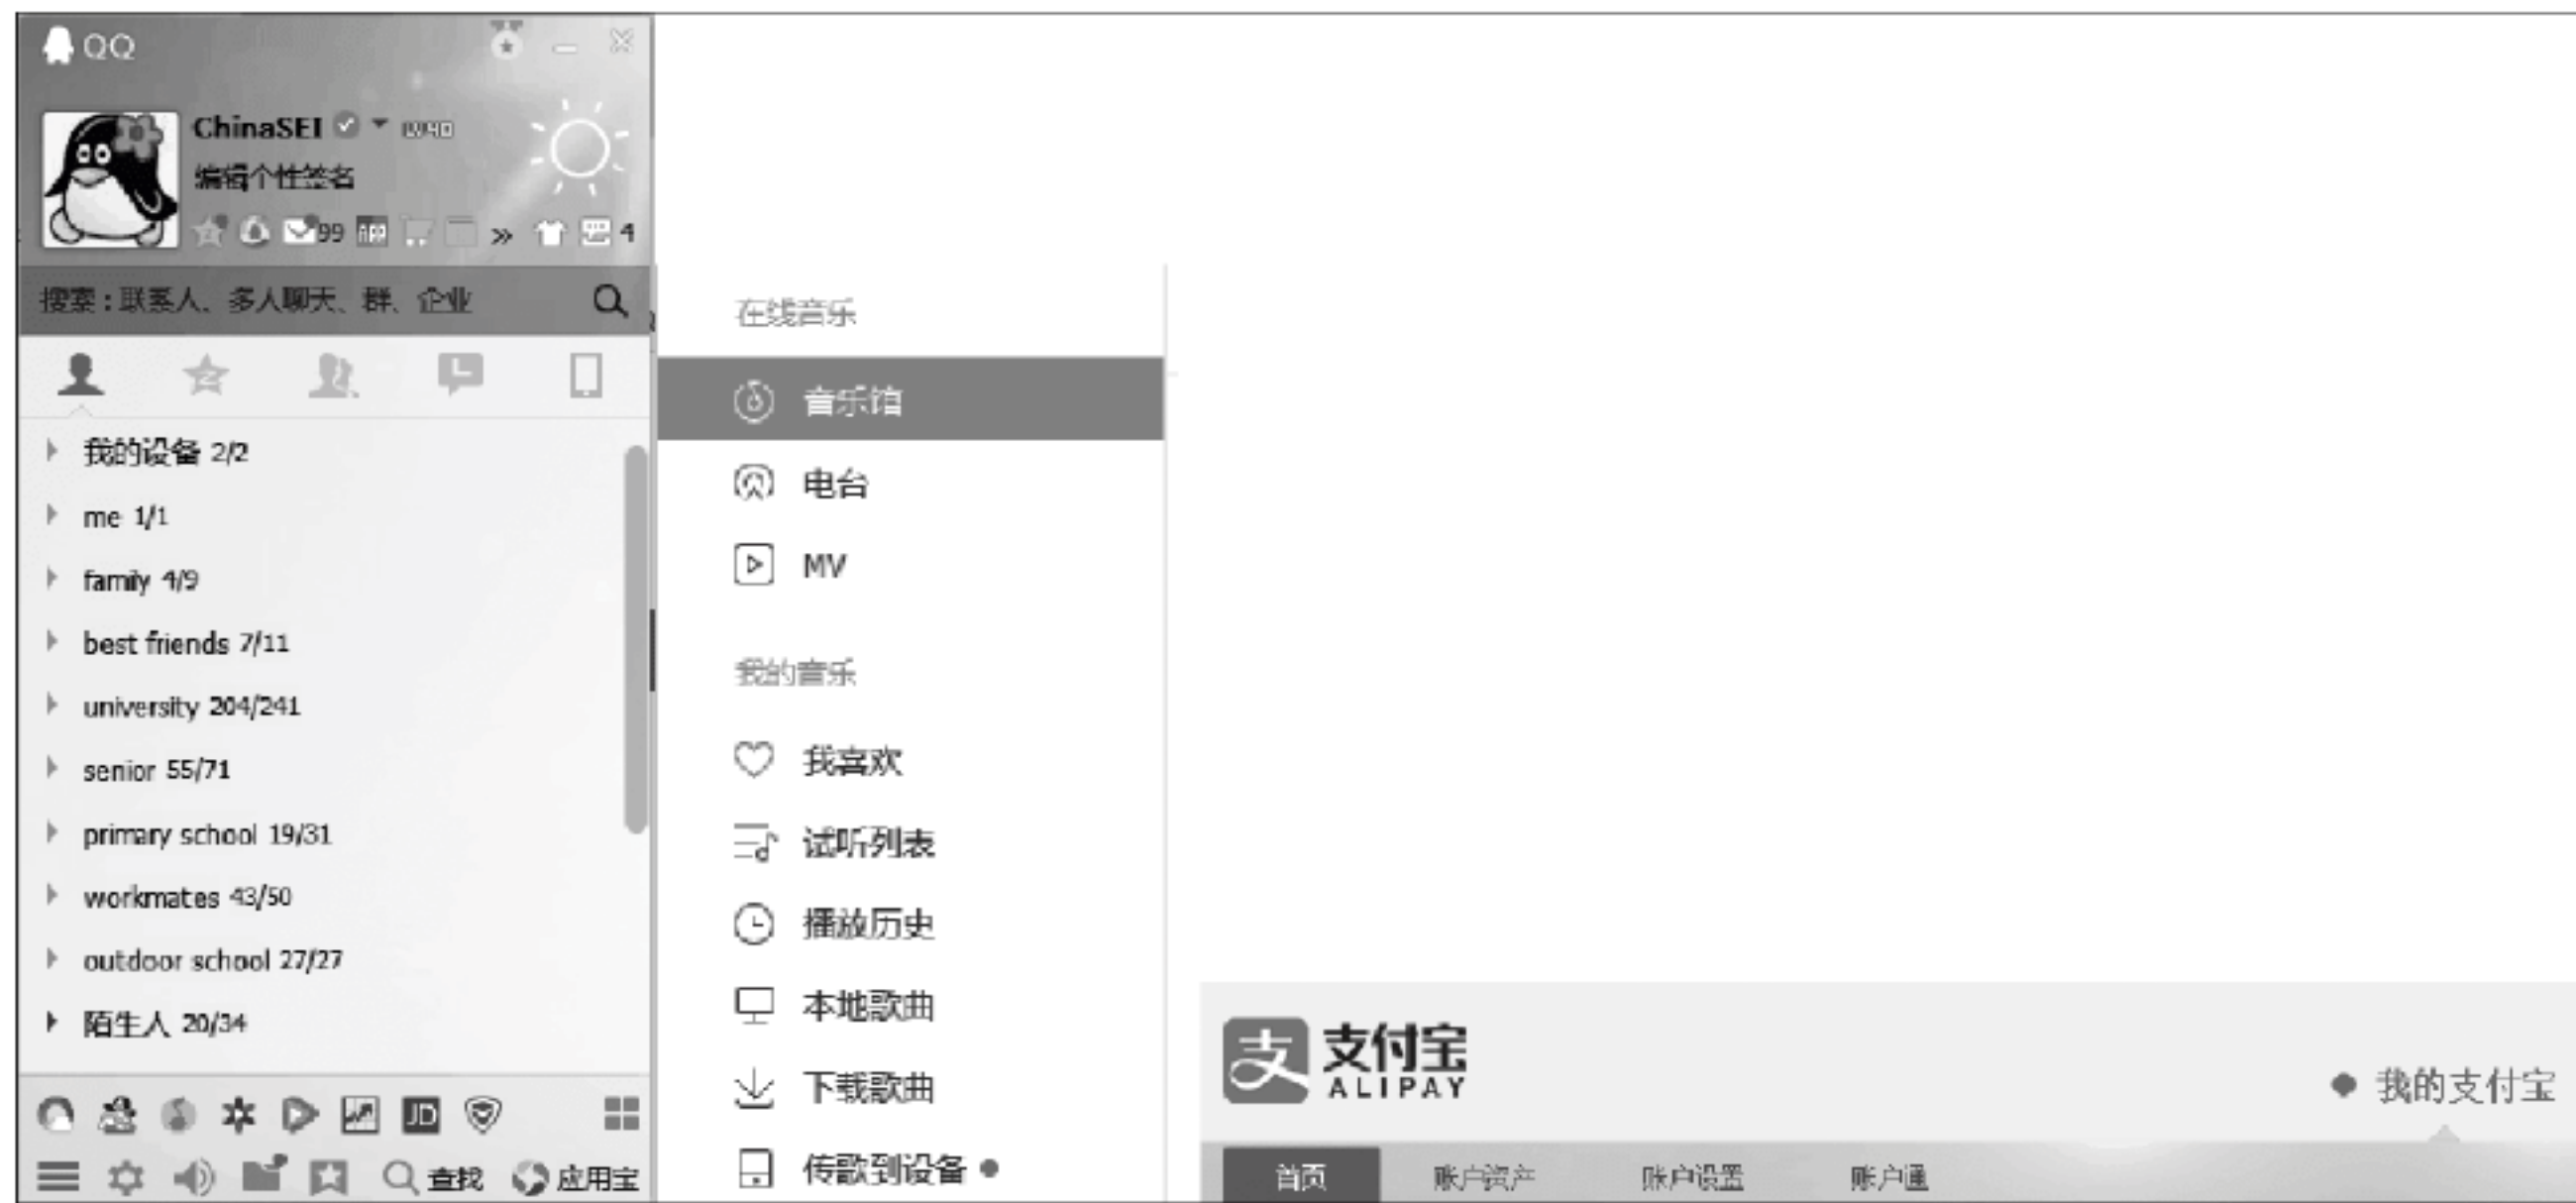 QQ
ChinaSEI LV40
编辑个性签名
99 APP 4
搜索：联系人、多人聊天、群、企业
我的设备 2/2
me 1/1
family 4/9
best friends 7/11
university 204/241
senior 55/71
primary school 19/31
workmates 43/50
outdoor school 27/27
陌生人 20/34
JD
查找 应用宝
在线音乐
音乐馆
电台
MV
我的音乐
我喜欢
试听列表
播放历史
本地歌曲
下载歌曲
传歌到设备
支 支付宝
ALIPAY
我的支付宝
首页 账户资产 账户设置 账户通